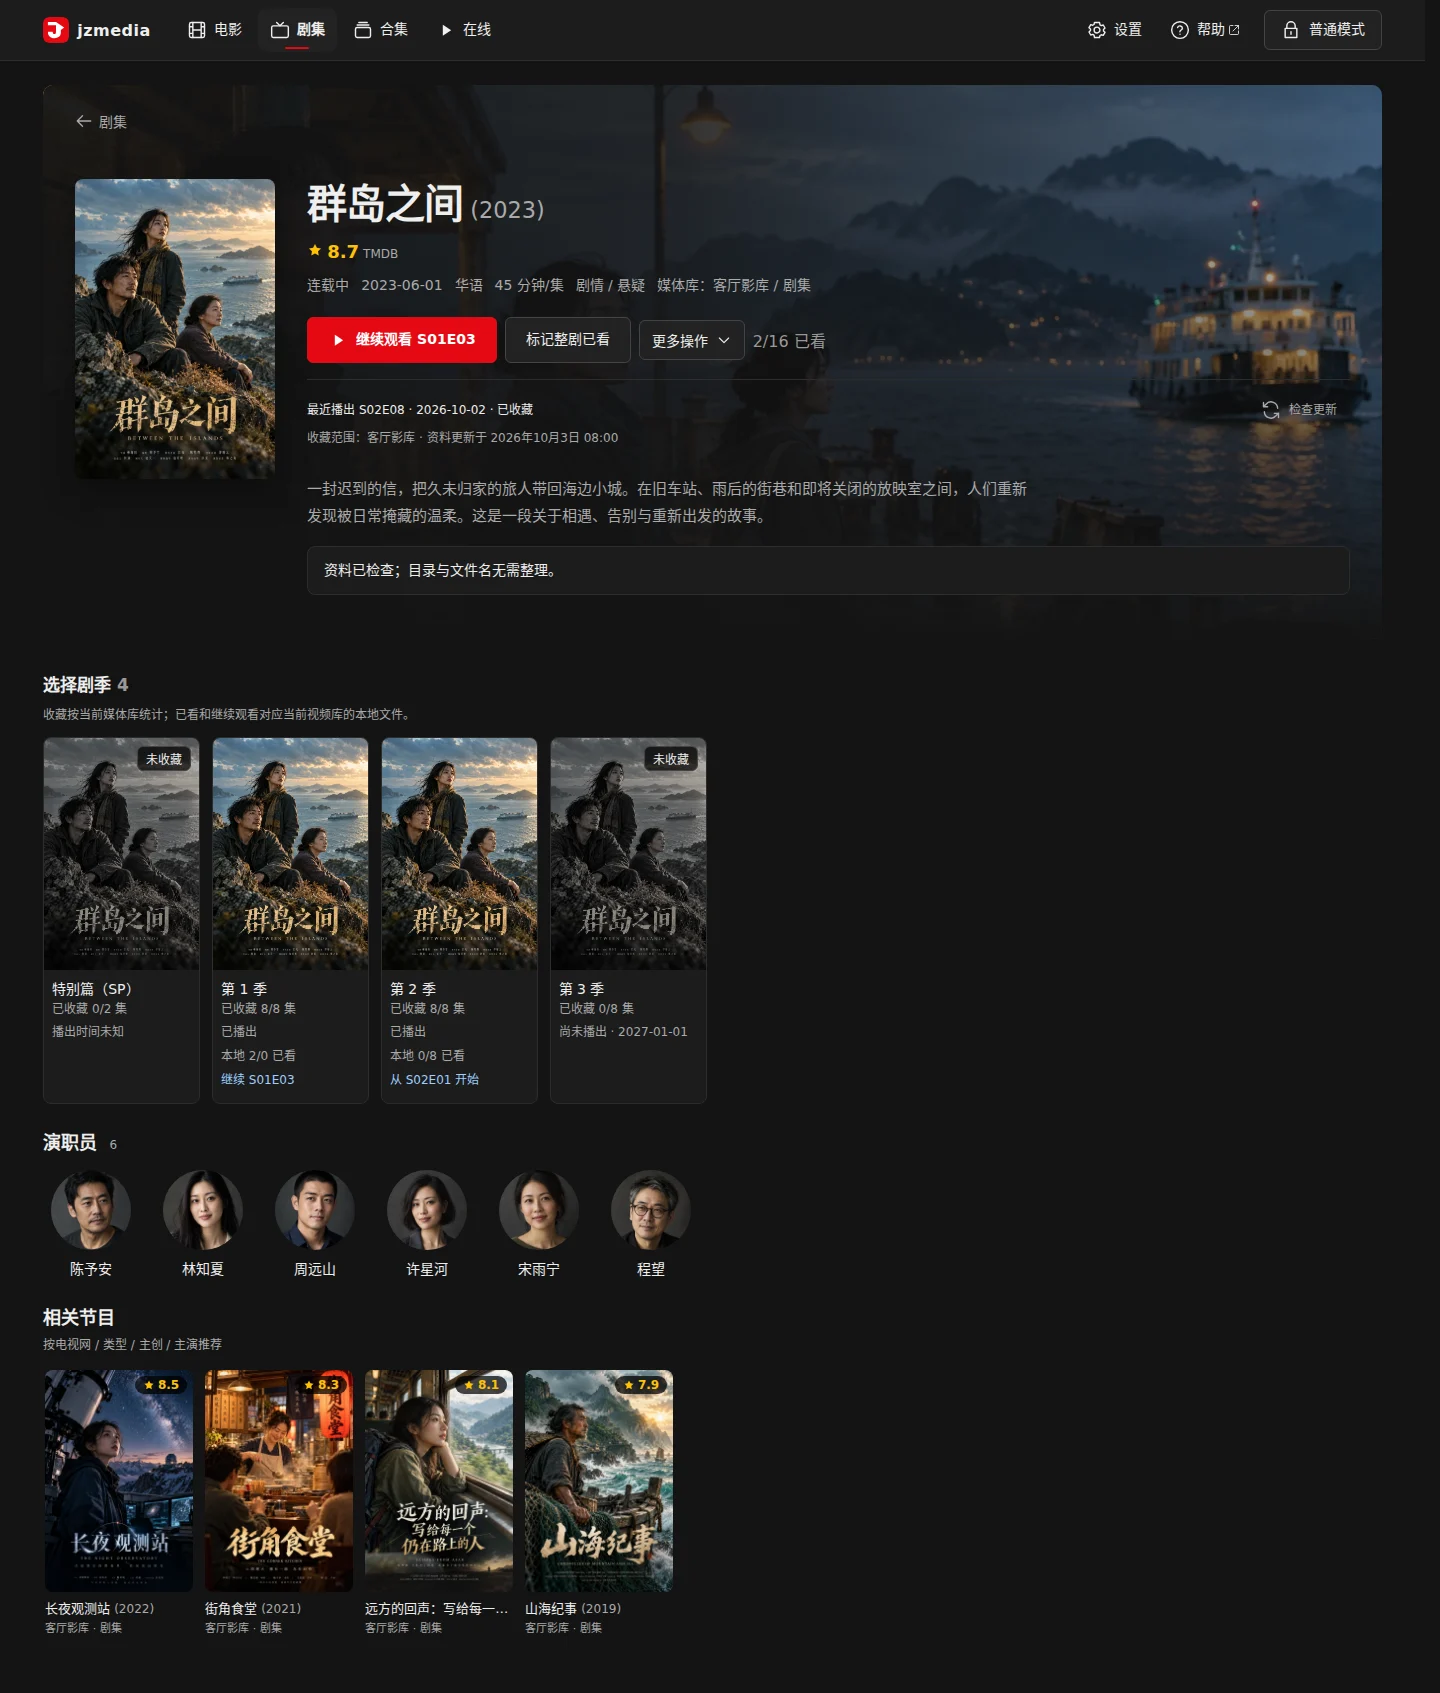 jzmedia 电影 剧集 合集 在线 设置 帮助 普通模式
剧集
群岛之间 (2023)
8.7 TMDB
连载中 2023-06-01 华语 45 分钟/集 剧情 / 悬疑 媒体库：客厅影库 / 剧集
继续观看 S01E03 标记整剧已看 更多操作 2/16 已看
最近播出 S02E08 · 2026-10-02 · 已收藏 检查更新
收藏范围：客厅影库 · 资料更新于 2026年10月3日 08:00
一封迟到的信，把久未归家的旅人带回海边小城。在旧车站、雨后的街巷和即将关闭的放映室之间，人们重新
发现被日常掩藏的温柔。这是一段关于相遇、告别与重新出发的故事。
资料已检查；目录与文件名无需整理。
群岛之间
BETWEEN THE ISLANDS
选择剧季 4
收藏按当前媒体库统计；已看和继续观看对应当前视频库的本地文件。
未收藏 未收藏
群岛之间 群岛之间 群岛之间 群岛之间
BETWEEN THE ISLANDS BETWEEN THE ISLANDS BETWEEN THE ISLANDS BETWEEN THE ISLANDS
特别篇（SP） 第 1 季 第 2 季 第 3 季
已收藏 0/2 集 已收藏 8/8 集 已收藏 8/8 集 已收藏 0/8 集
播出时间未知 已播出 已播出 尚未播出 · 2027-01-01
本地 2/0 已看 本地 0/8 已看
继续 S01E03 从 S02E01 开始
演职员 6
陈予安 林知夏 周远山 许星河 宋雨宁 程望
相关节目
按电视网 / 类型 / 主创 / 主演推荐
8.5 8.3 8.1 7.9
长夜观测站 街角食堂 远方的回声：
写给每一个
仍在路上的人
山海纪事
长夜观测站 (2022) 街角食堂 (2021) 远方的回声：写给每一... 山海纪事 (2019)
客厅影库 · 剧集 客厅影库 · 剧集 客厅影库 · 剧集 客厅影库 · 剧集